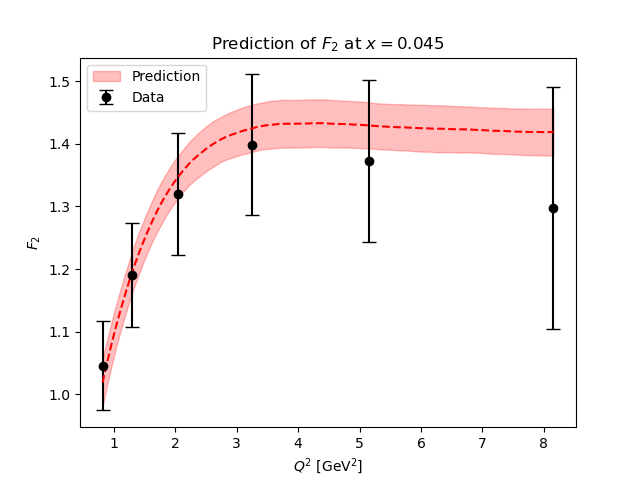 Prediction of $F_2$ at $x = 0.045$
Prediction
Data
1.5
1.4
1.3
1.2
1.1
1.0
$F_2$
1 2 3 4 5 6 7 8
$Q^2$ [GeV$^2$]